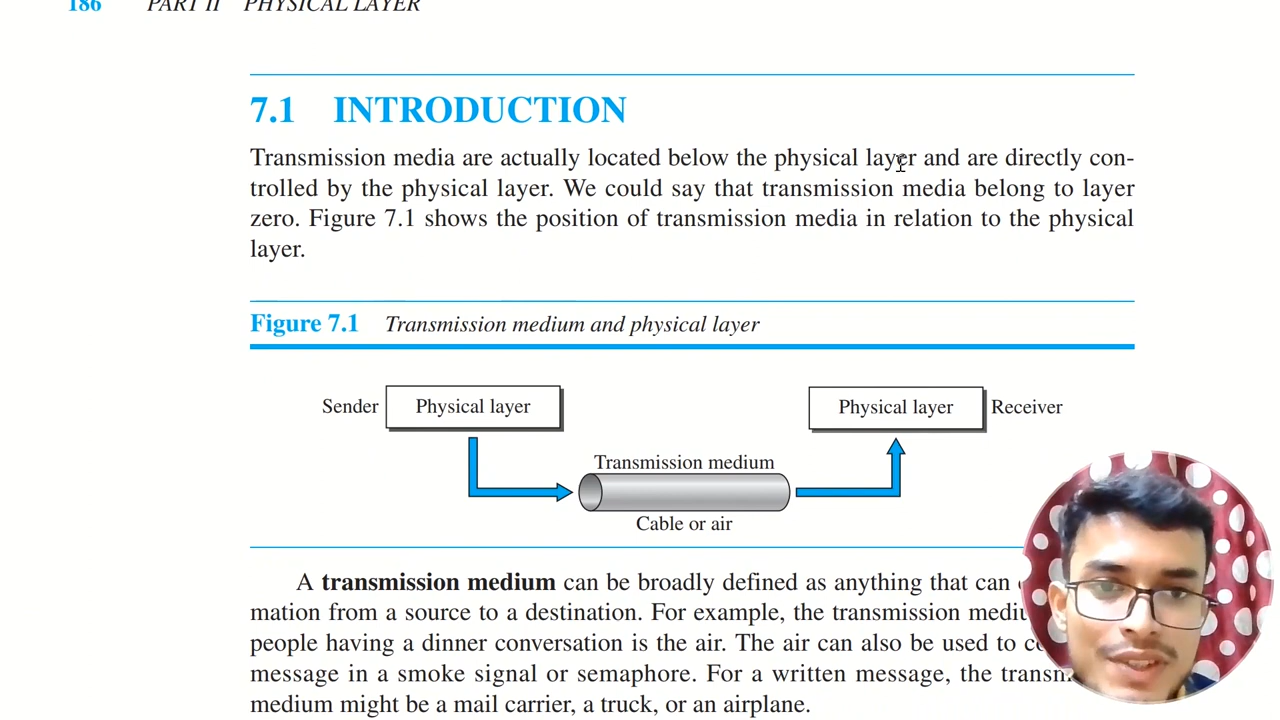 186 PART II PHYSICAL LAYER
7.1 INTRODUCTION
Transmission media are actually located below the physical layer and are directly con-
trolled by the physical layer. We could say that transmission media belong to layer
zero. Figure 7.1 shows the position of transmission media in relation to the physical
layer.
Figure 7.1 Transmission medium and physical layer
Sender Physical layer Physical layer Receiver
Transmission medium
Cable or air
A transmission medium can be broadly defined as anything that can
mation from a source to a destination. For example, the transmission
people having a dinner conversation is the air. The air can also be used to
message in a smoke signal or semaphore. For a written message, the
medium might be a mail carrier, a truck, or an airplane.